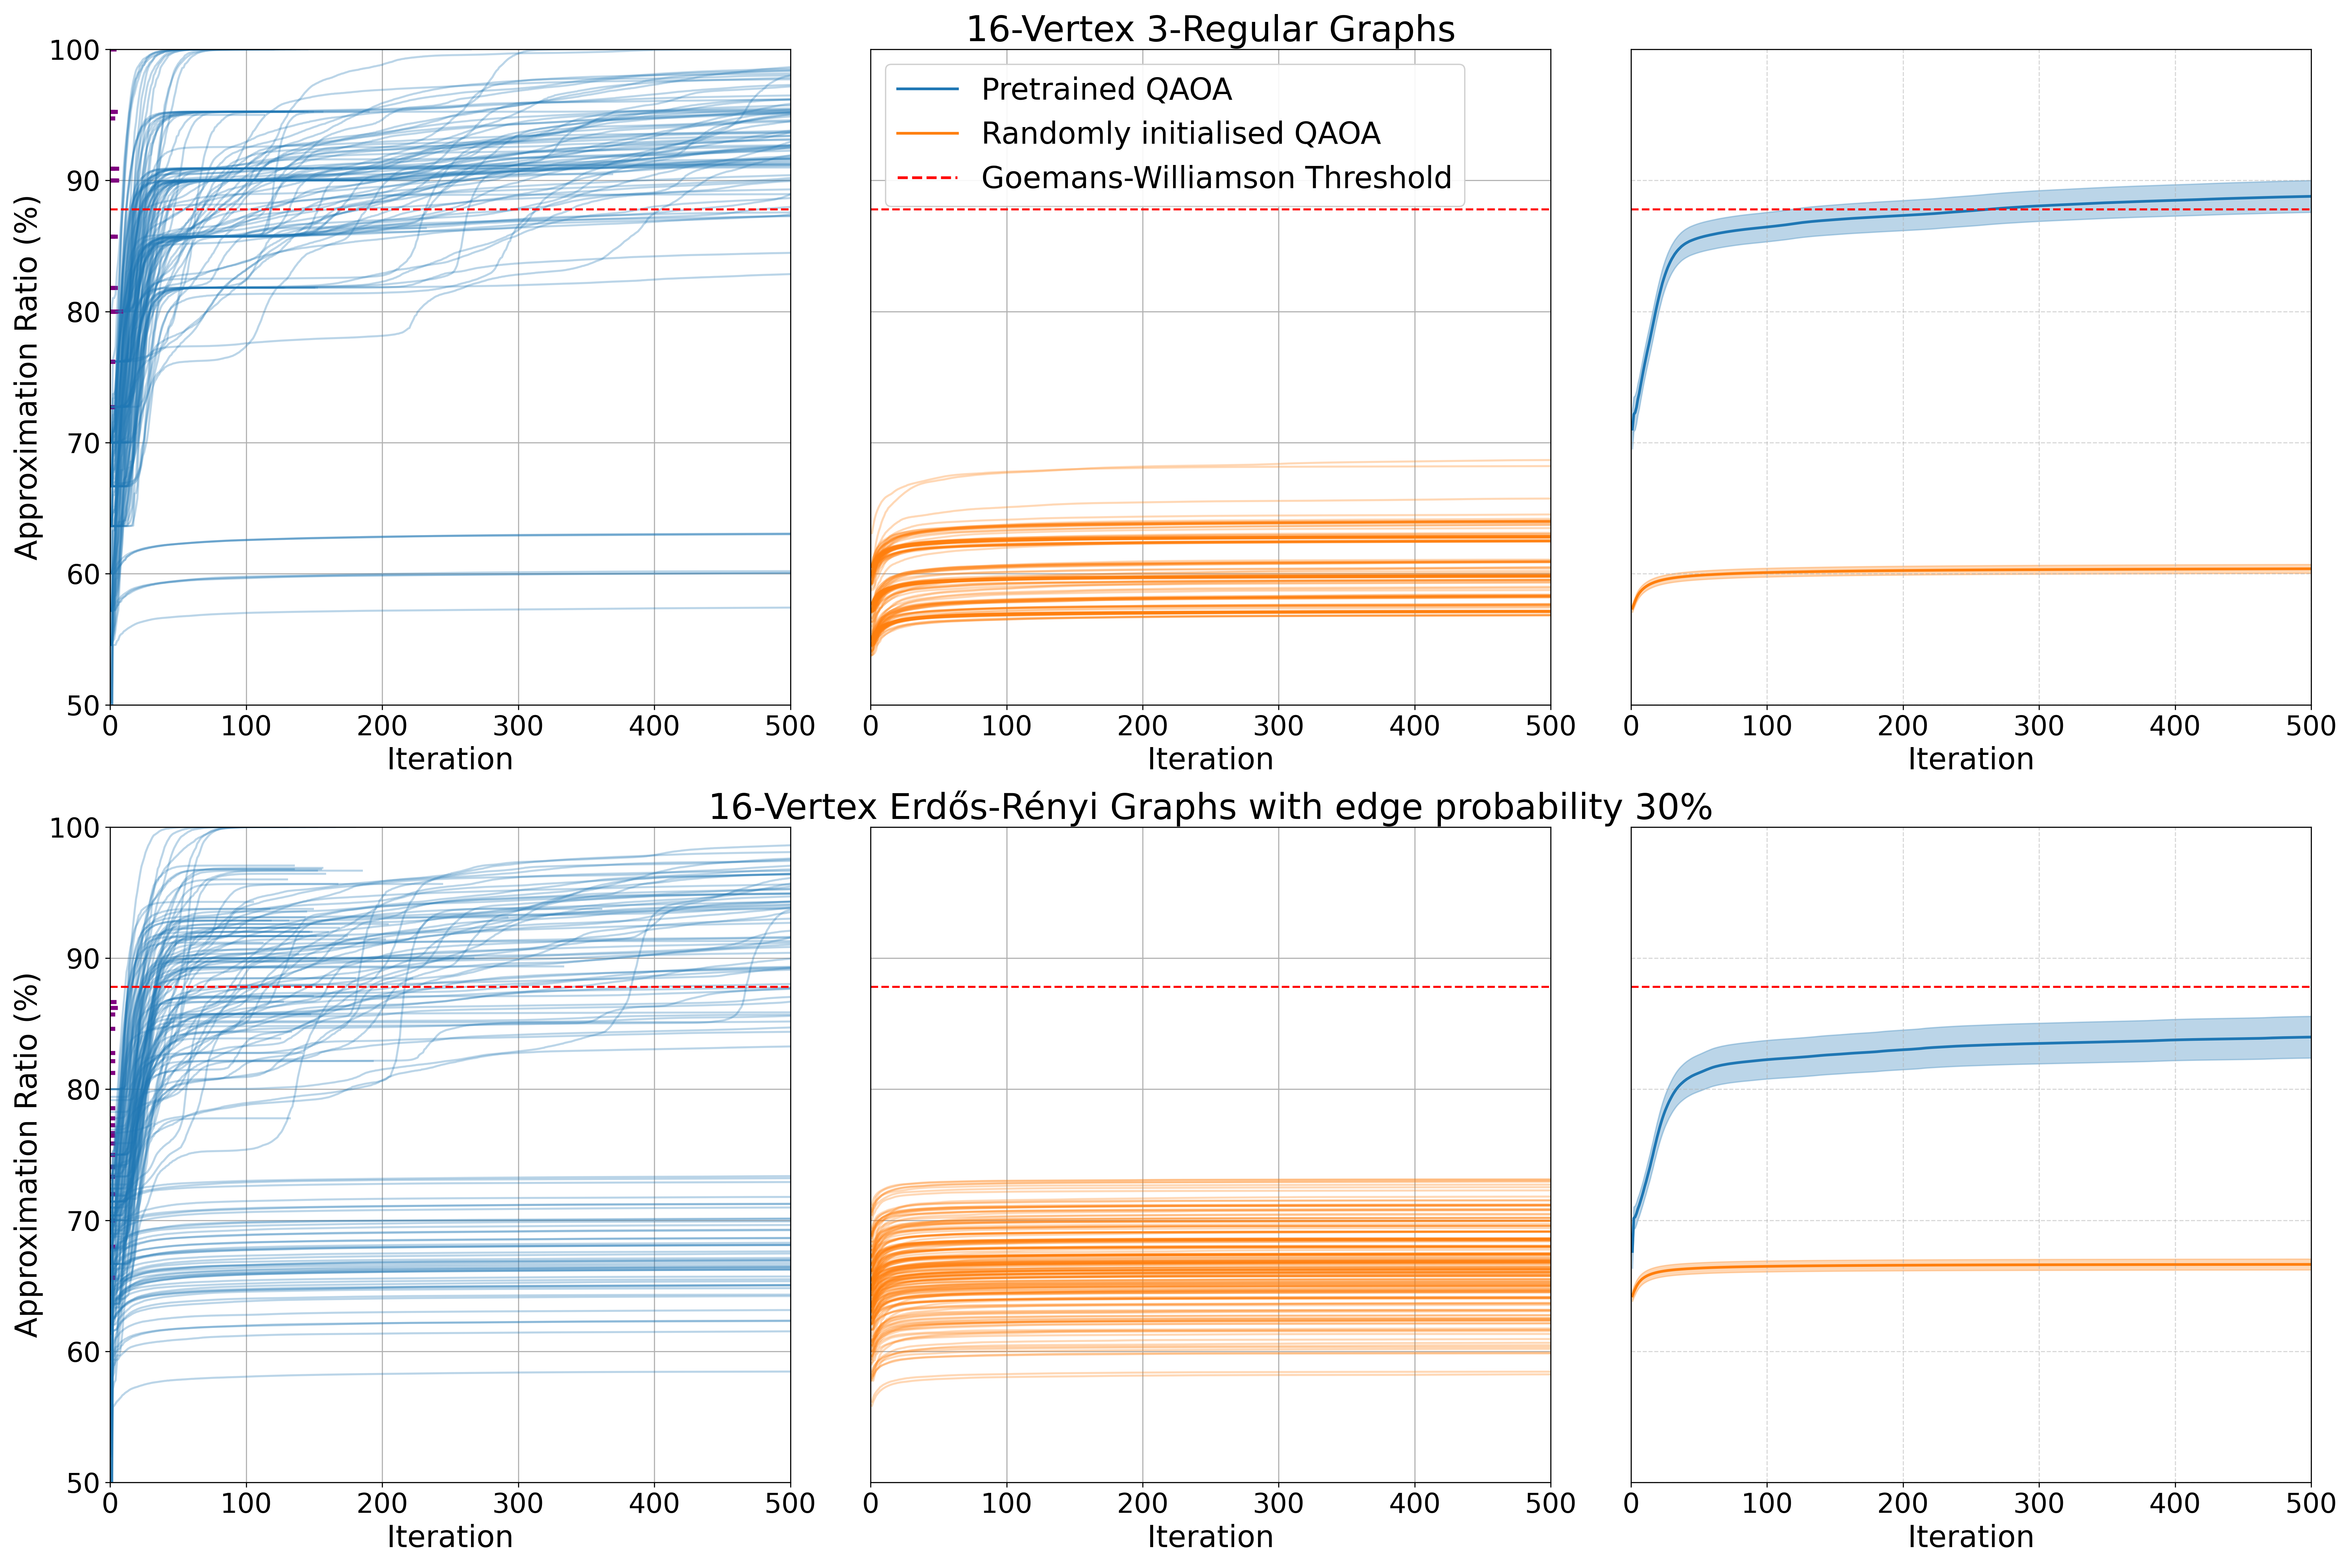 16-Vertex 3-Regular Graphs
Approximation Ratio (%)
100
90
80
70
60
50
0 100 200 300 400 500
Iteration
Pretrained QAOA
Randomly initialised QAOA
Goemans-Williamson Threshold
0 100 200 300 400 500
Iteration
0 100 200 300 400 500
Iteration
16-Vertex Erdős-Rényi Graphs with edge probability 30%
Approximation Ratio (%)
100
90
80
70
60
50
0 100 200 300 400 500
Iteration
0 100 200 300 400 500
Iteration
0 100 200 300 400 500
Iteration